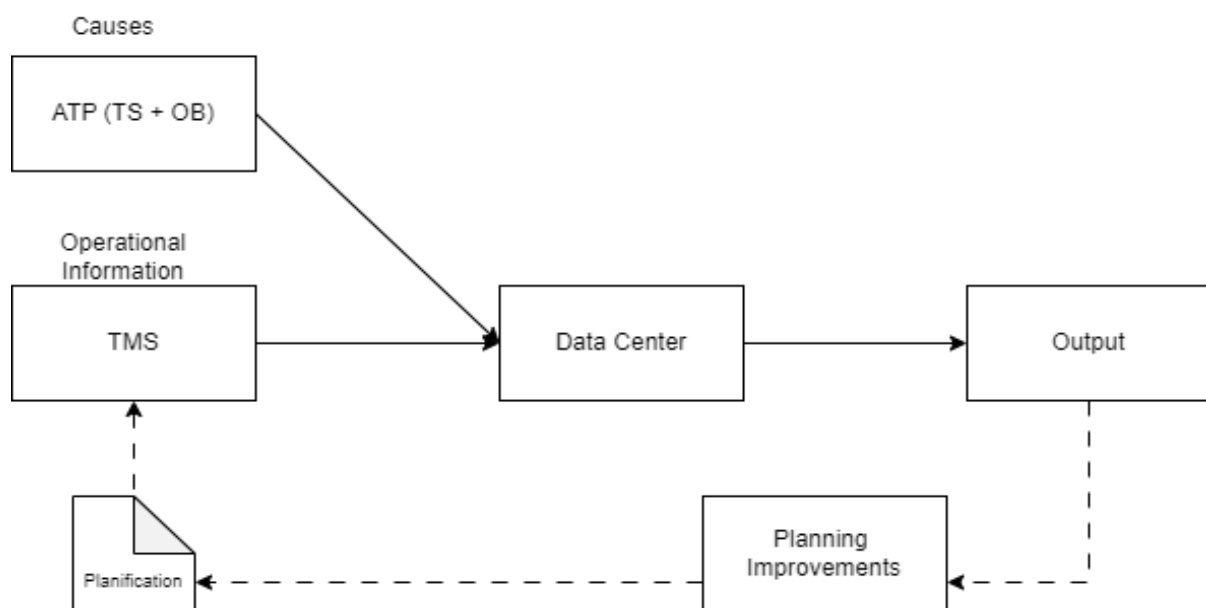 Causes
ATP (TS + OB)
Operational
Information
TMS
Data Center
Output
Planning
Improvements
Planification